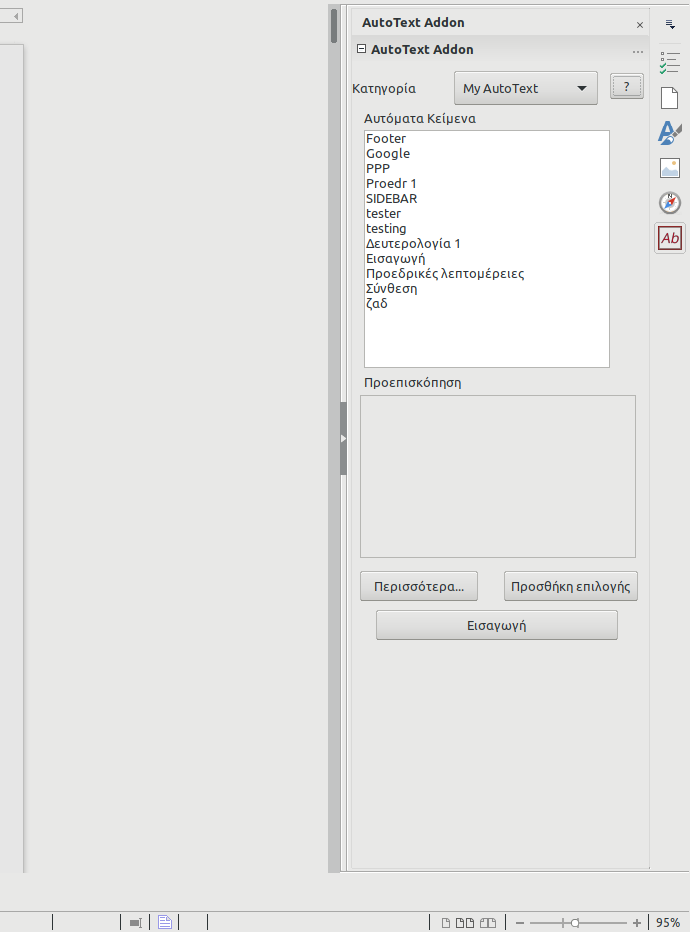 AutoText Addon
AutoText Addon
Κατηγορία
My AutoText
?
Αυτόματα Κείμενα
Footer
Google
PPP
Proedr 1
SIDEBAR
tester
testing
Δευτερολογία 1
Εισαγωγή
Προεδρικές λεπτομέρειες
Σύνθεση
ζαδ
Προεπισκόπηση
Περισσότερα...
Προσθήκη επιλογής
Εισαγωγή
Ab
95%